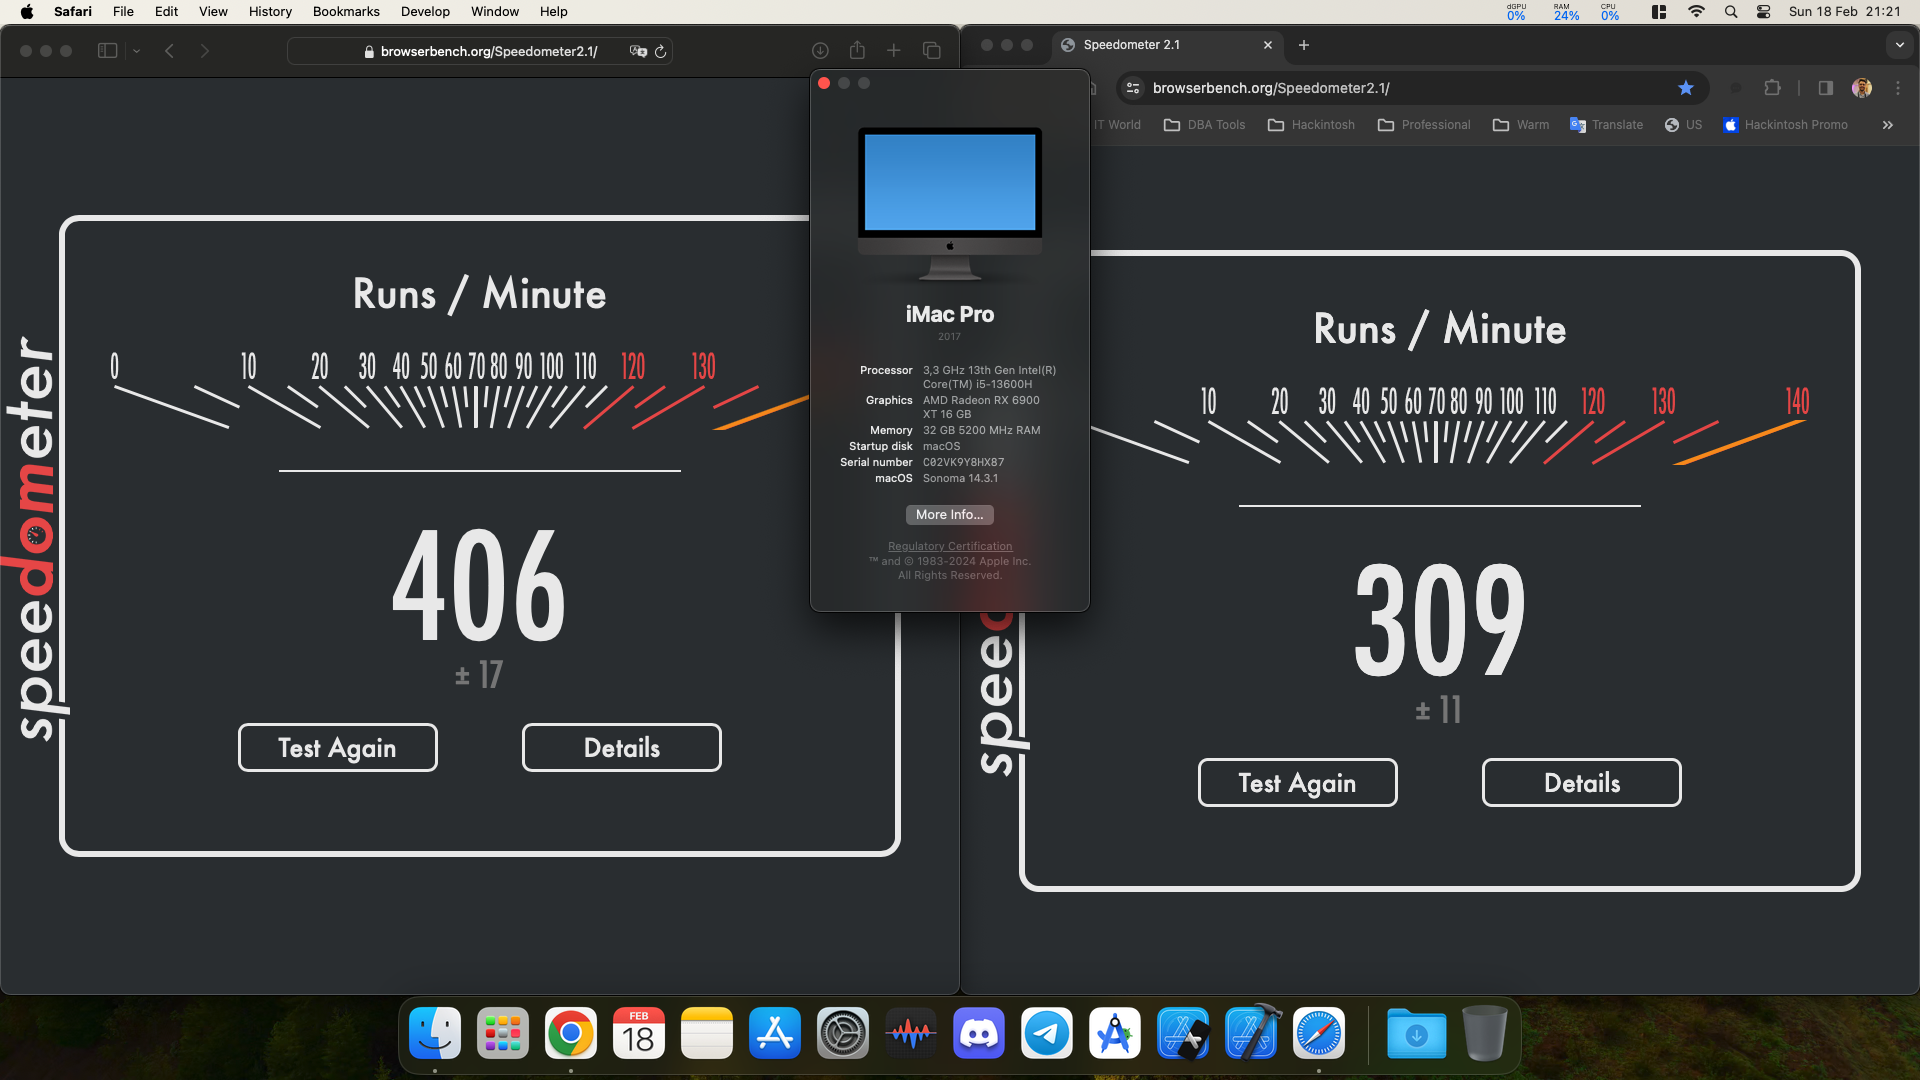 Safari File Edit View History Bookmarks Develop Window Help
dGPU 0% RAM 24% CPU 0% Sun 18 Feb 21:21
browserbench.org/Speedometer2.1/
Speedometer 2.1
browserbench.org/Speedometer2.1/
IT World DBA Tools Hackintosh Professional Warm Translate US Hackintosh Promo
speedometer
Runs / Minute
0 10 20 30 40 50 60 70 80 90 100 110 120 130
406
± 17
Test Again Details
iMac Pro
2017
Processor 3,3 GHz 13th Gen Intel(R)
Core(TM) i5-13600H
Graphics AMD Radeon RX 6900
XT 16 GB
Memory 32 GB 5200 MHz RAM
Startup disk macOS
Serial number C02VK9Y8HX87
macOS Sonoma 14.3.1
More Info...
Regulatory Certification
™ and © 1983-2024 Apple Inc.
All Rights Reserved.
speed
Runs / Minute
10 20 30 40 50 60 70 80 90 100 110 120 130 140
309
± 11
Test Again Details
FEB
18